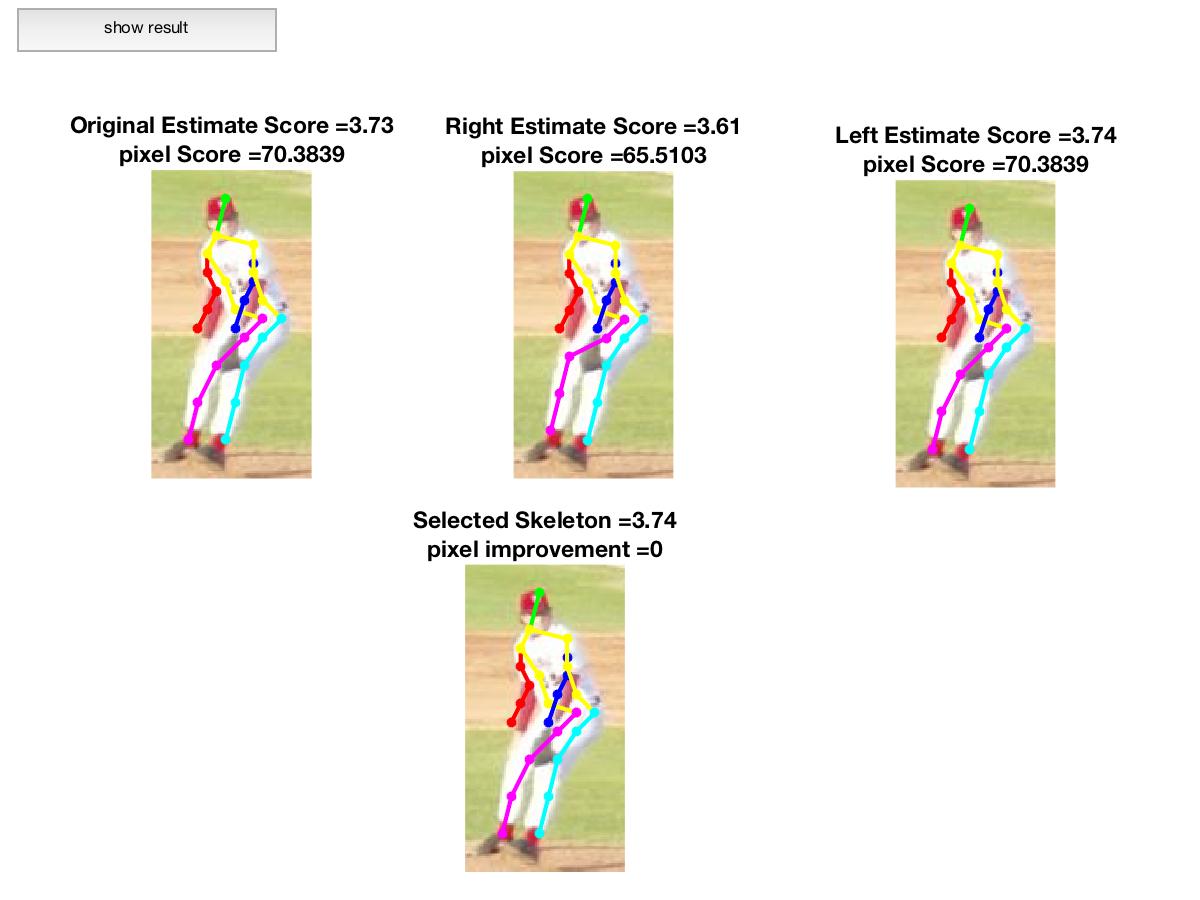 show result
Original Estimate Score =3.73
pixel Score =70.3839
Right Estimate Score =3.61
pixel Score =65.5103
Left Estimate Score =3.74
pixel Score =70.3839
Selected Skeleton =3.74
pixel improvement =0